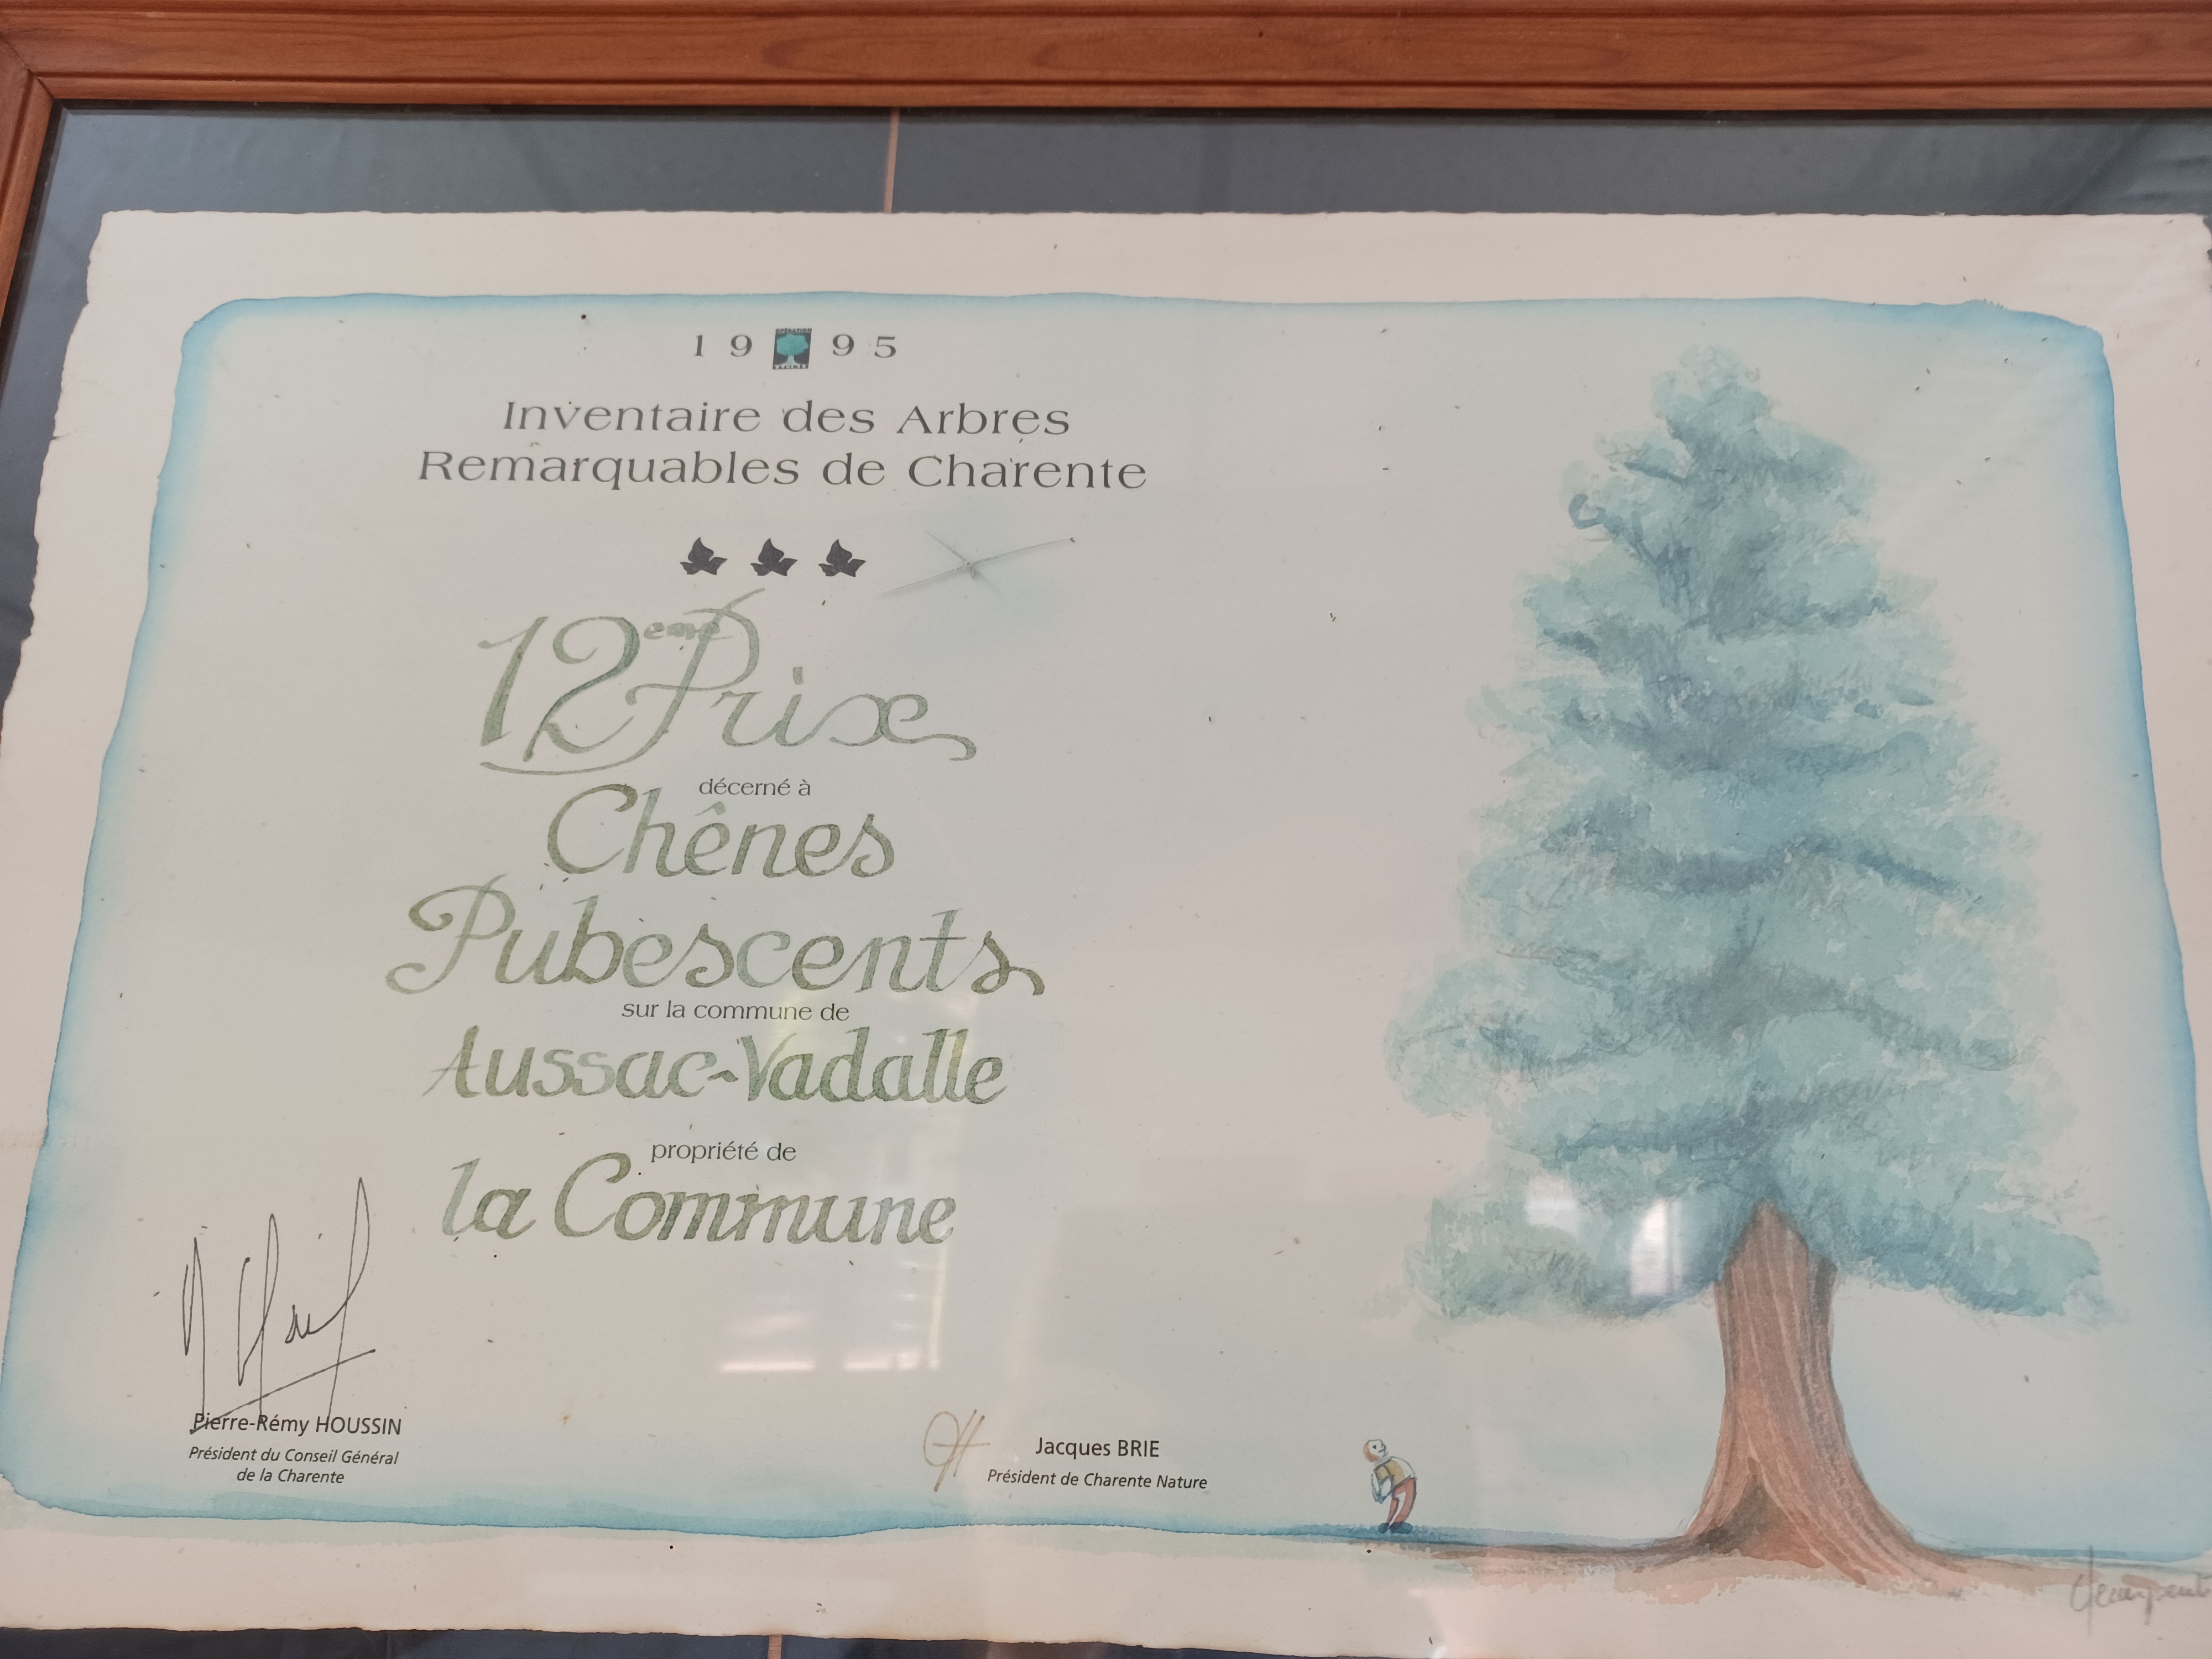 1995
Inventaire des Arbres
Remarquables de Charente
12eme Prix
décerné à
Chênes
Pubescents
sur la commune de
Aussac-Vadalle
propriété de
la Commune
Pierre-Rémy HOUSSIN
Président du Conseil Général
de la Charente
Jacques BRIE
Président de Charente Nature